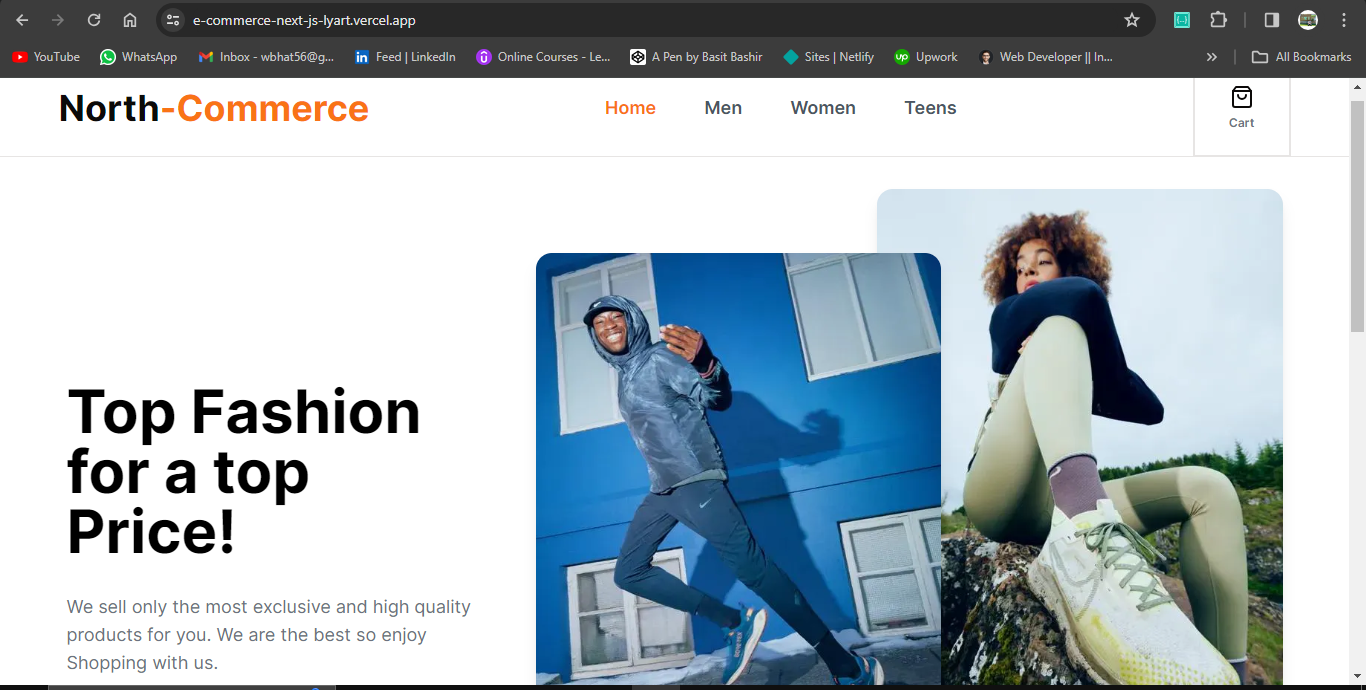 e-commerce-next-js-lyart.vercel.app
YouTube WhatsApp Inbox - wbhat56@g... Feed | LinkedIn Online Courses - Le... A Pen by Basit Bashir Sites | Netlify up Upwork Web Developer || In... » All Bookmarks
North-Commerce Home Men Women Teens
Cart
Top Fashion
for a top
Price!
We sell only the most exclusive and high quality
products for you. We are the best so enjoy
Shopping with us.